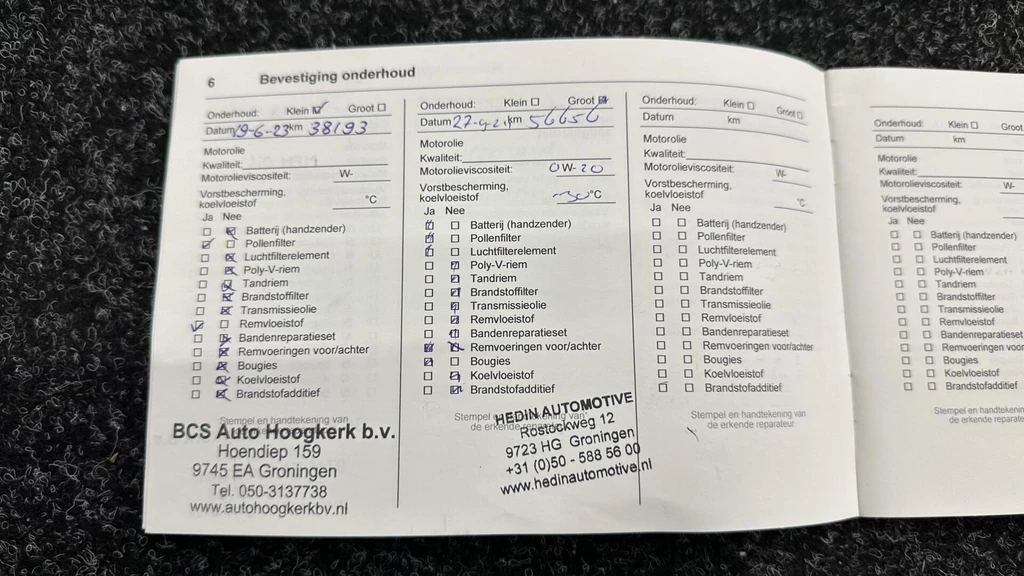 6 Bevestiging onderhoud
Onderhoud: Klein Groot
Datum 19-6-23 km 38193
Motorolie
Kwaliteit:
Motorolieviscositeit: W-
Vorstbescherming,
koelvloeistof °C
Ja Nee
Batterij (handzender)
Pollenfilter
Luchtfilterelement
Poly-V-riem
Tandriem
Brandstoffilter
Transmissieolie
Remvloeistof
Bandenreparatieset
Remvoeringen voor/achter
Bougies
Koelvloeistof
Brandstofadditief
Stempel en handtekening van
BCS Auto Hoogkerk b.v.
Hoendiep 159
9745 EA Groningen
Tel. 050-3137738
www.autohoogkerkbv.nl
Onderhoud: Klein Groot
Datum km 56656
Motorolie
Kwaliteit:
Motorolieviscositeit: 0W-20
Vorstbescherming,
koelvloeistof -30°C
Ja Nee
Batterij (handzender)
Pollenfilter
Luchtfilterelement
Poly-V-riem
Tandriem
Brandstoffilter
Transmissieolie
Remvloeistof
Bandenreparatieset
Remvoeringen voor/achter
Bougies
Koelvloeistof
Brandstofadditief
Stempel en handtekening van
de erkende
HEDIN AUTOMOTIVE
Rostockweg 12
9723 HG Groningen
+31 (0)50 - 588 56 00
www.hedinautomotive.nl
Onderhoud: Klein Groot
Datum km
Motorolie
Kwaliteit:
Motorolieviscositeit: W-
Vorstbescherming,
koelvloeistof °C
Ja Nee
Batterij (handzender)
Pollenfilter
Luchtfilterelement
Poly-V-riem
Tandriem
Brandstoffilter
Transmissieolie
Remvloeistof
Bandenreparatieset
Remvoeringen voor/achter
Bougies
Koelvloeistof
Brandstofadditief
Stempel en handtekening van
de erkende reparateur
Onderhoud: Klein Groot
Datum km
Motorolie
Kwaliteit:
Motorolieviscositeit: W-
Vorstbescherming,
koelvloeistof
Ja Nee
Batterij (handzender)
Pollenfilter
Luchtfilterelement
Poly-V-riem
Tandriem
Brandstoffilter
Transmissieolie
Remvloeistof
Bandenreparatieset
Remvoeringen voor/achter
Bougies
Koelvloeistof
Brandstofadditief
Stempel en
de erkende